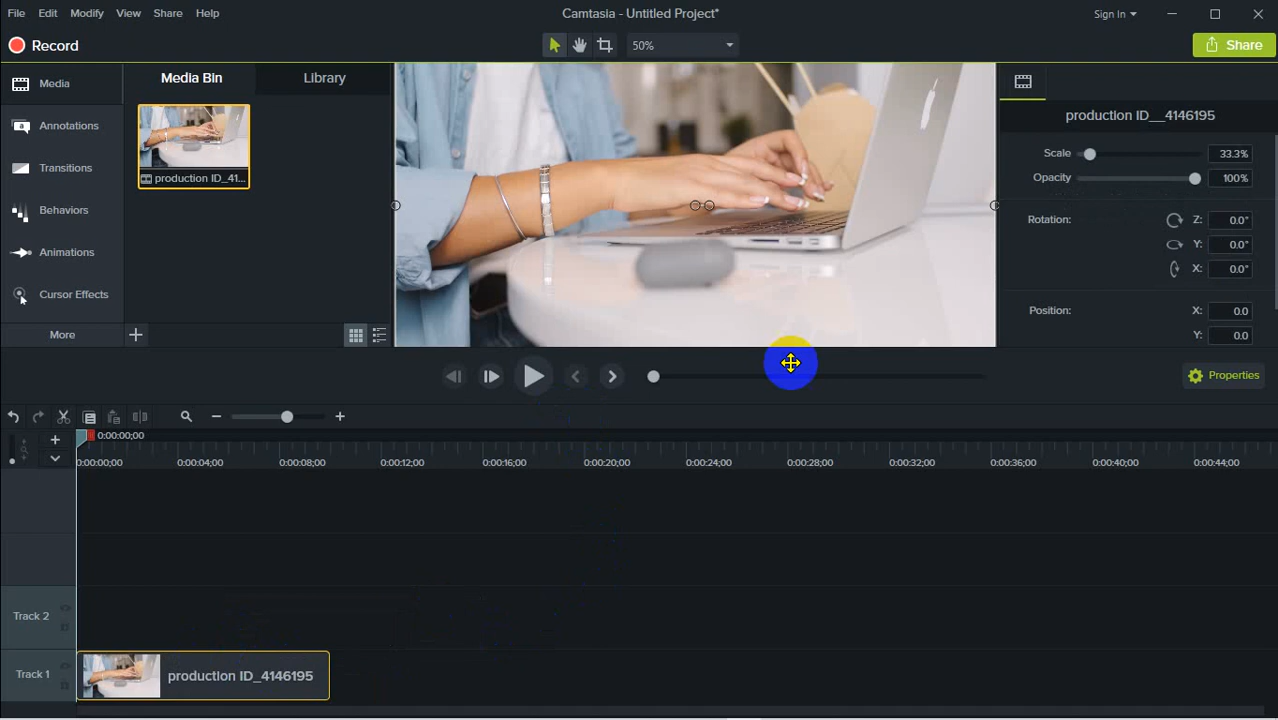 File Edit Modify View Share Help
Camtasia - Untitled Project*
Sign In
Record
50%
Share
Media
Annotations
Transitions
Behaviors
Animations
Cursor Effects
More
Media Bin
Library
production ID_41...
production ID__4146195
Scale 33.3%
Opacity 100%
Rotation: Z: 0.0°
Y: 0.0°
X: 0.0°
Position: X: 0.0
Y: 0.0
Properties
0:00:00;00
0:00:00;00 0:00:04;00 0:00:08;00 0:00:12;00 0:00:16;00 0:00:20;00 0:00:24;00 0:00:28;00 0:00:32;00 0:00:36;00 0:00:40;00 0:00:44;00
Track 2
Track 1
production ID_4146195